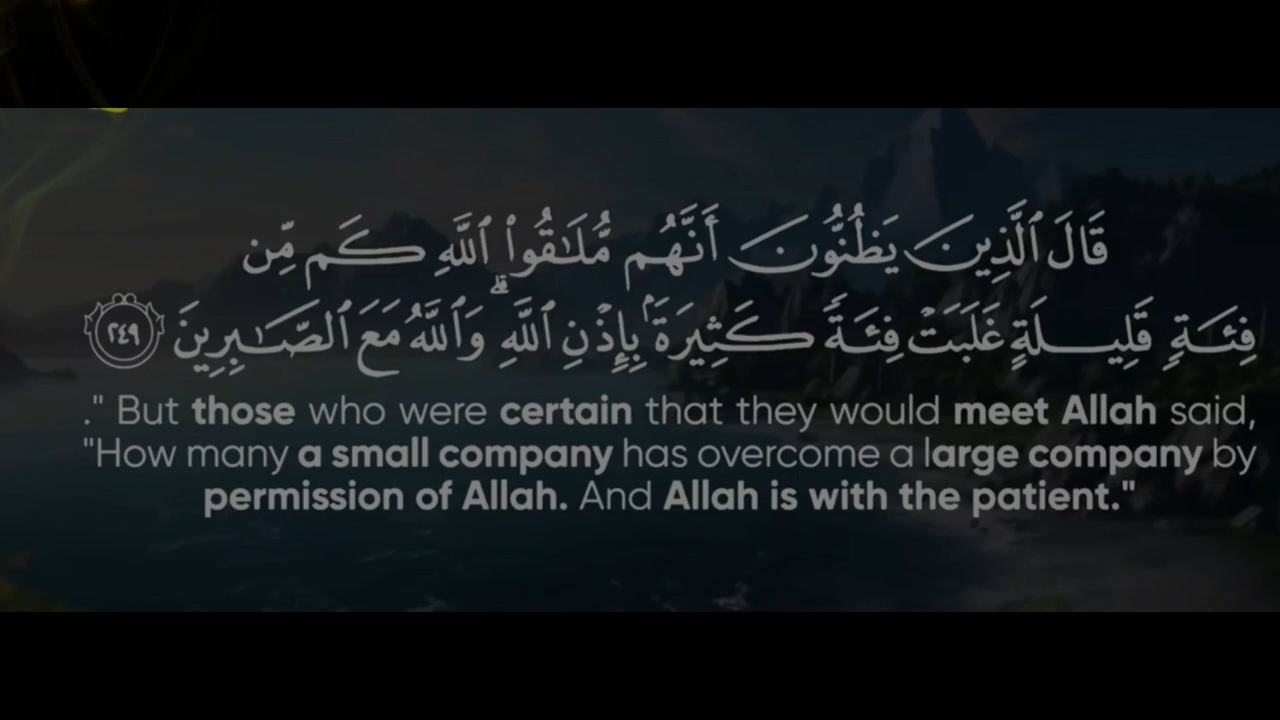 قَالَ ٱلَّذِينَ يَظُنُّونَ أَنَّهُم مُّلَـٰقُوا۟ ٱللَّهِ كَم مِّن
فِئَةٍ قَلِيلَةٍ غَلَبَتْ فِئَةً كَثِيرَةَۢ بِإِذْنِ ٱللَّهِ ۗ وَٱللَّهُ مَعَ ٱلصَّـٰبِرِينَ ٢٤٩
." But those who were certain that they would meet Allah said,
"How many a small company has overcome a large company by
permission of Allah. And Allah is with the patient."